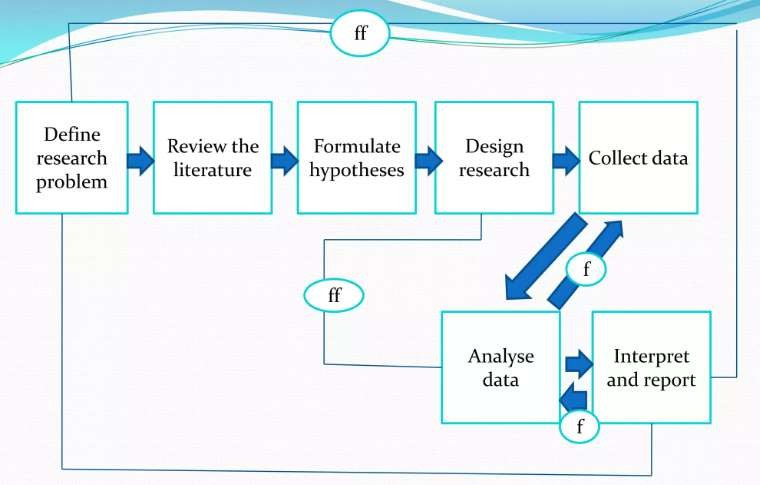 ff
Define
research
problem
Review the
literature
Formulate
hypotheses
Design
research
Collect data
f
ff
Analyse
data
Interpret
and report
f